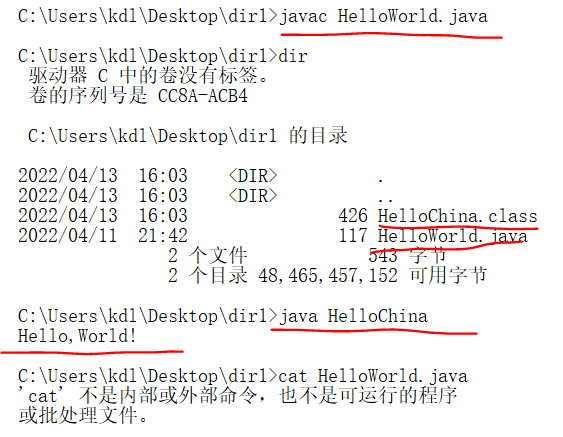 C:\Users\kdl\Desktop\dir1>javac HelloWorld.java
C:\Users\kdl\Desktop\dir1>dir
驱动器 C 中的卷没有标签。
卷的序列号是 CC8A-ACB4
C:\Users\kdl\Desktop\dir1 的目录
2022/04/13  16:03    <DIR>          .
2022/04/13  16:03    <DIR>          ..
2022/04/13  16:03               426 HelloChina.class
2022/04/11  21:42               117 HelloWorld.java
2 个文件            543 字节
2 个目录 48,465,457,152 可用字节
C:\Users\kdl\Desktop\dir1>java HelloChina
Hello,World!
C:\Users\kdl\Desktop\dir1>cat HelloWorld.java
'cat' 不是内部或外部命令，也不是可运行的程序
或批处理文件。